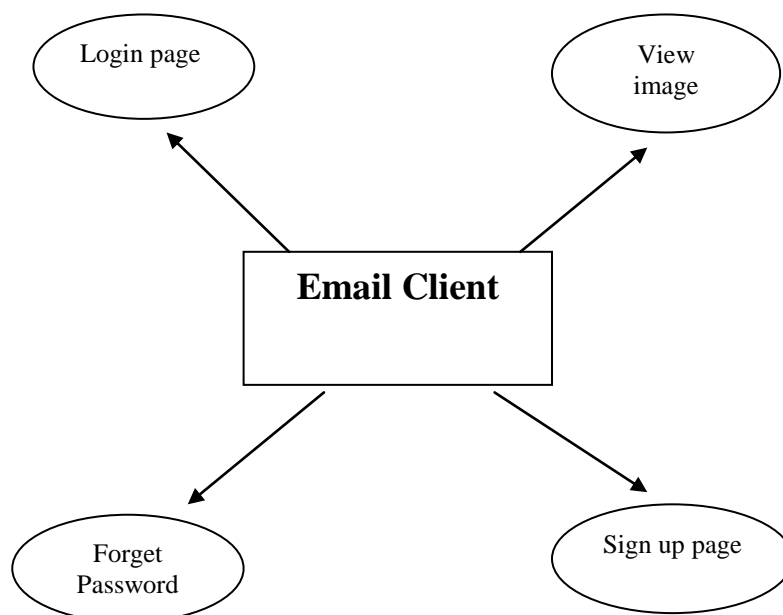 Login page
View
image
Email Client
Forget
Password
Sign up page